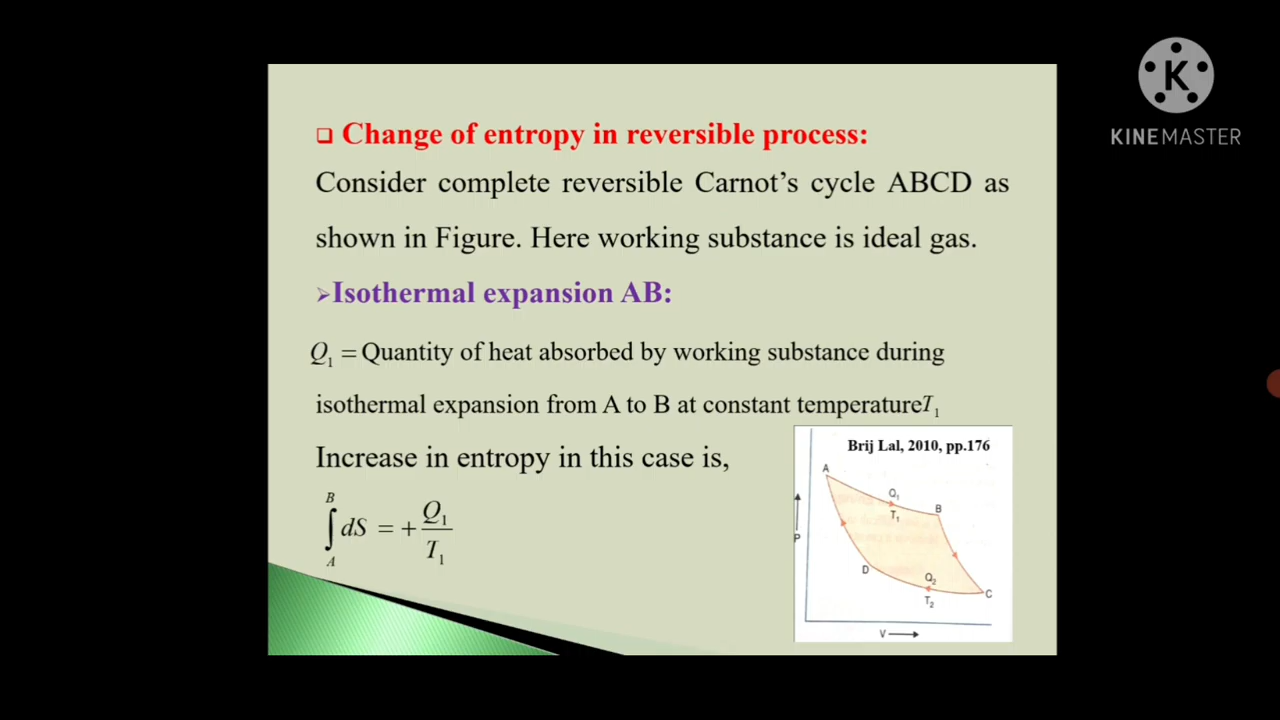 K
KINEMASTER
❑ Change of entropy in reversible process:
Consider complete reversible Carnot's cycle ABCD as
shown in Figure. Here working substance is ideal gas.
➢Isothermal expansion AB:
Q₁ = Quantity of heat absorbed by working substance during
isothermal expansion from A to B at constant temperatureT₁
Increase in entropy in this case is,
∫_A^B dS = + Q₁/T₁
Brij Lal, 2010, pp.176
A
Q₁
T₁
B
P
D
Q₂
T₂
C
V